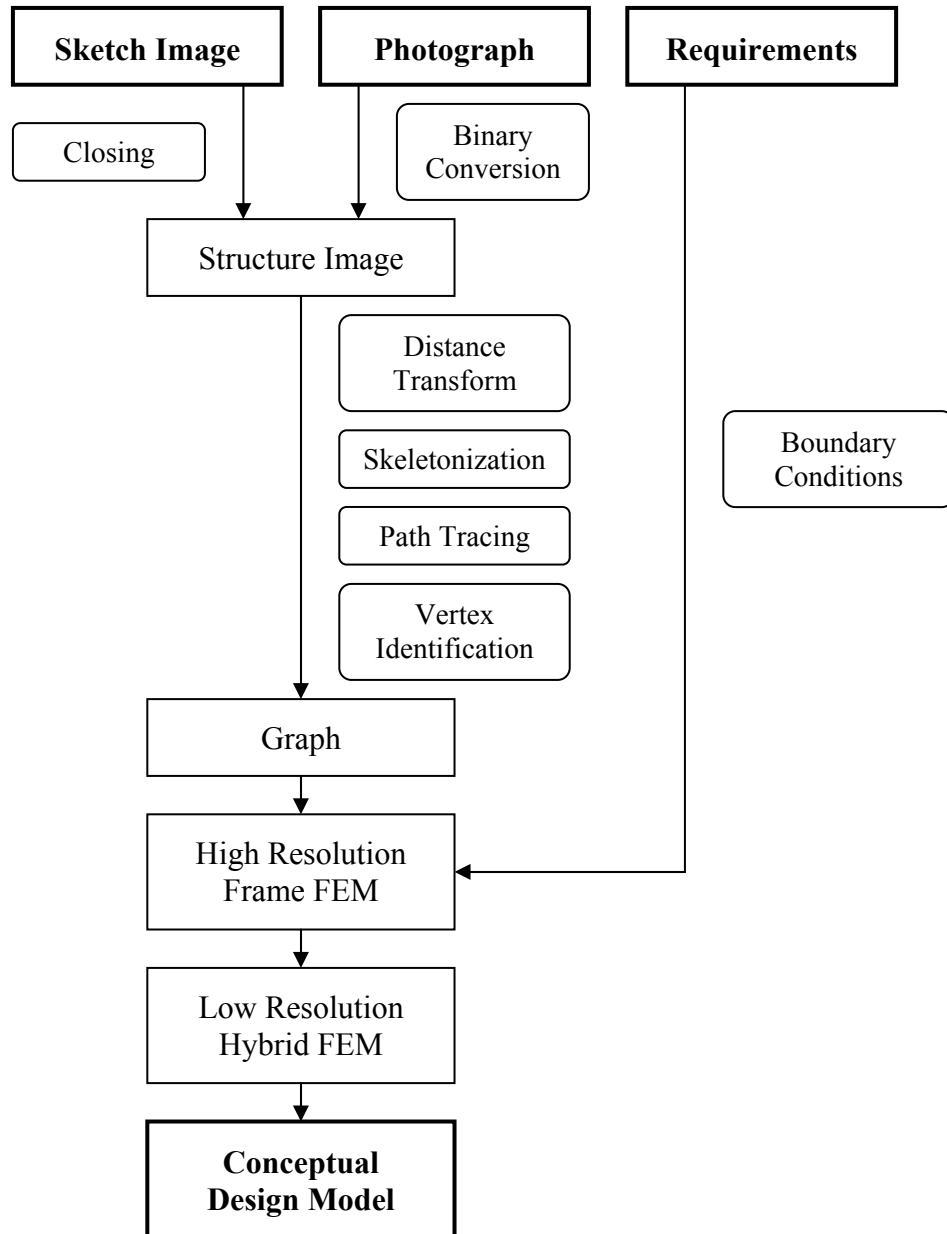 Sketch Image
Photograph
Requirements
Closing
Binary
Conversion
Structure Image
Distance
Transform
Skeletonization
Boundary
Conditions
Path Tracing
Vertex
Identification
Graph
High Resolution
Frame FEM
Low Resolution
Hybrid FEM
Conceptual
Design Model